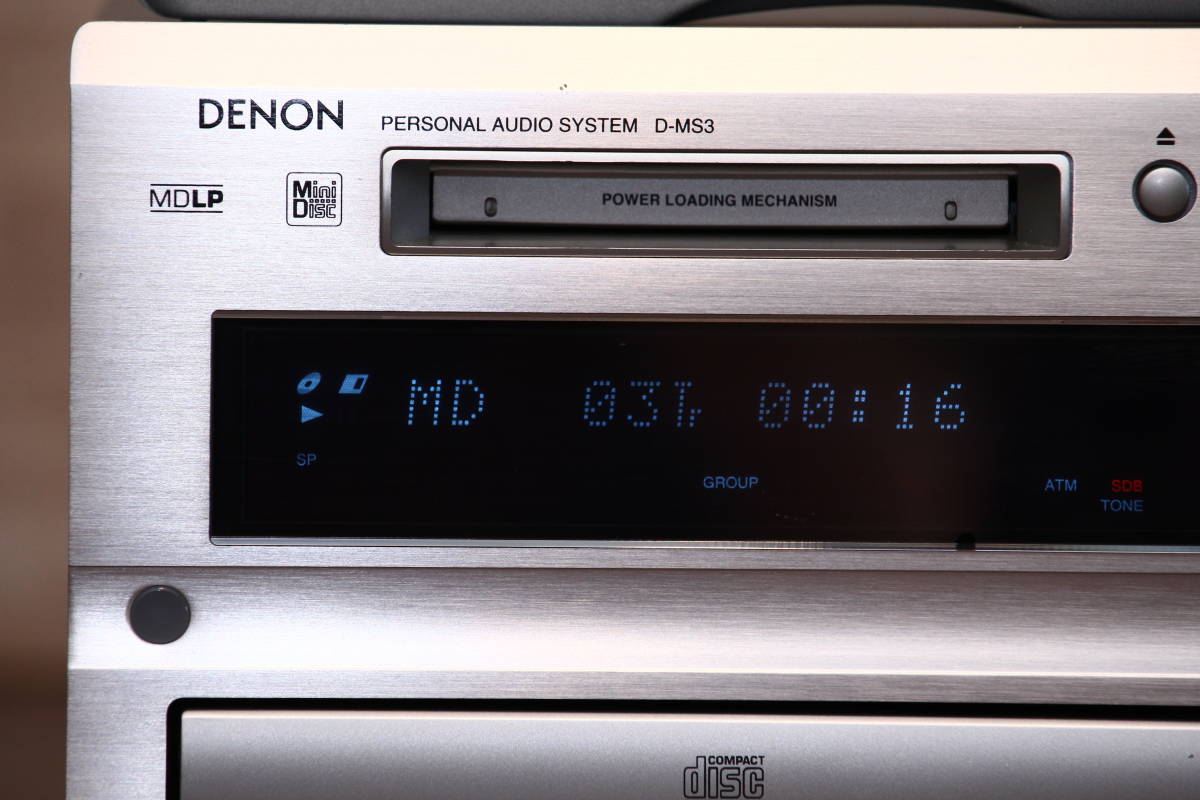 DENON PERSONAL AUDIO SYSTEM D-MS3
MDLP
Mini
Disc
POWER LOADING MECHANISM
MD 03Tr 00:16
SP
GROUP ATM SDB
TONE
COMPACT
disc